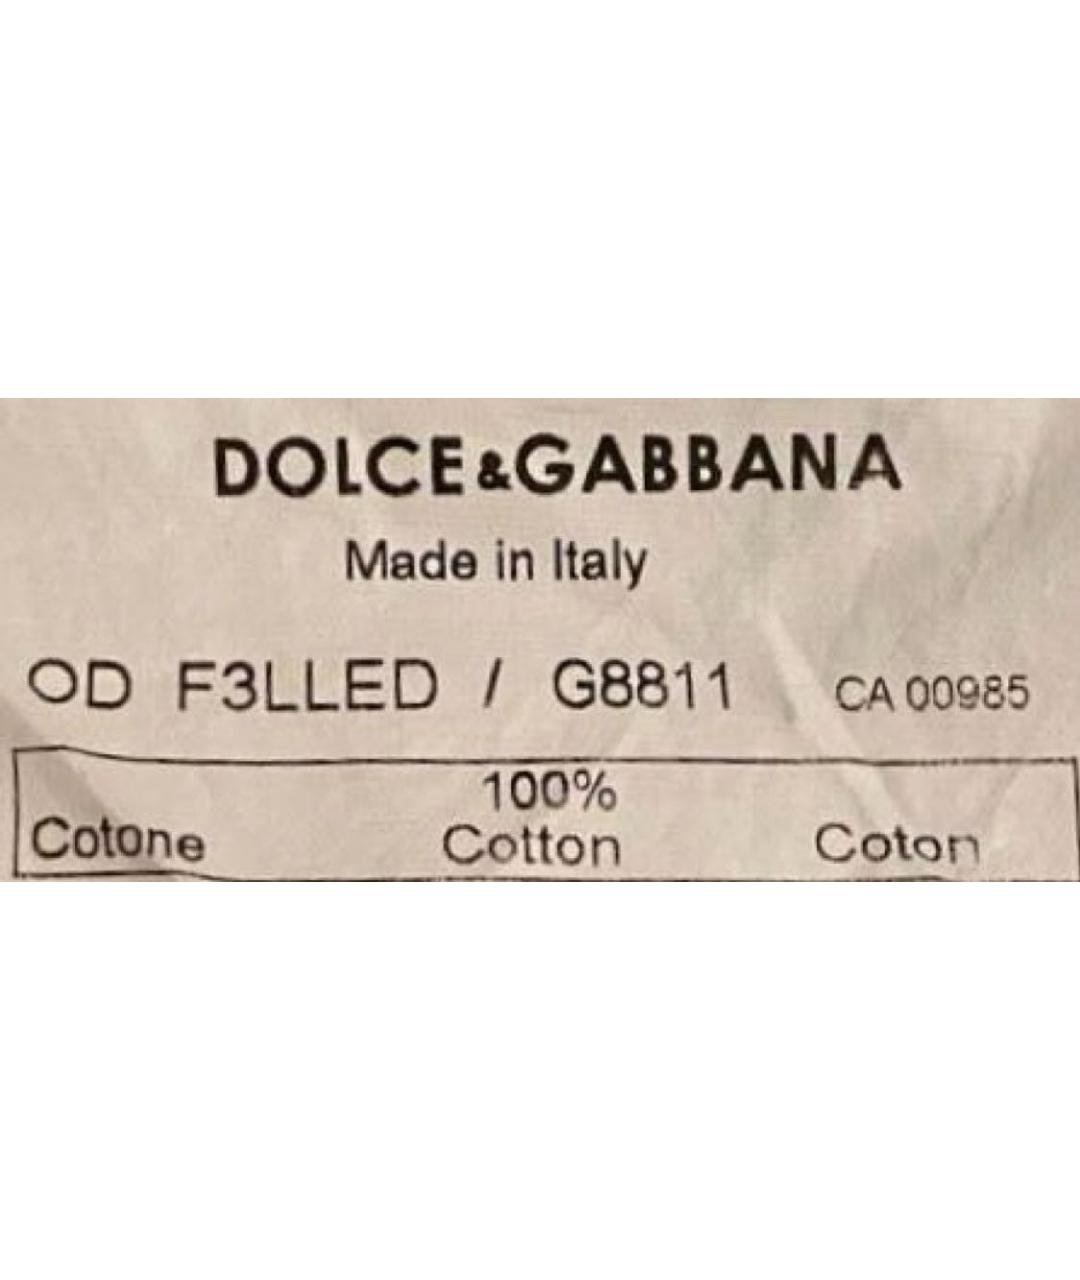 DOLCE&GABBANA
Made in Italy
OD F3LLED / G8811 CA 00985
100%
Cotone Cotton Coton